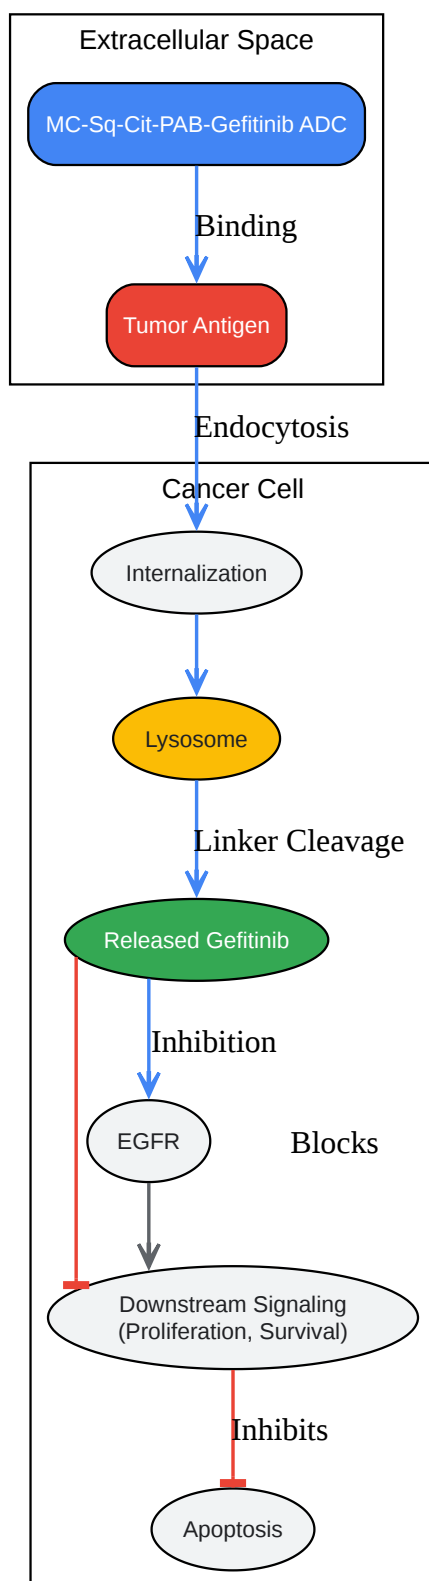 Extracellular Space
MC-Sq-Cit-PAB-Gefitinib ADC
Binding
Tumor Antigen
Endocytosis
Cancer Cell
Internalization
Lysosome
Linker Cleavage
Released Gefitinib
Inhibition
EGFR
Blocks
Downstream Signaling
(Proliferation, Survival)
Inhibits
Apoptosis